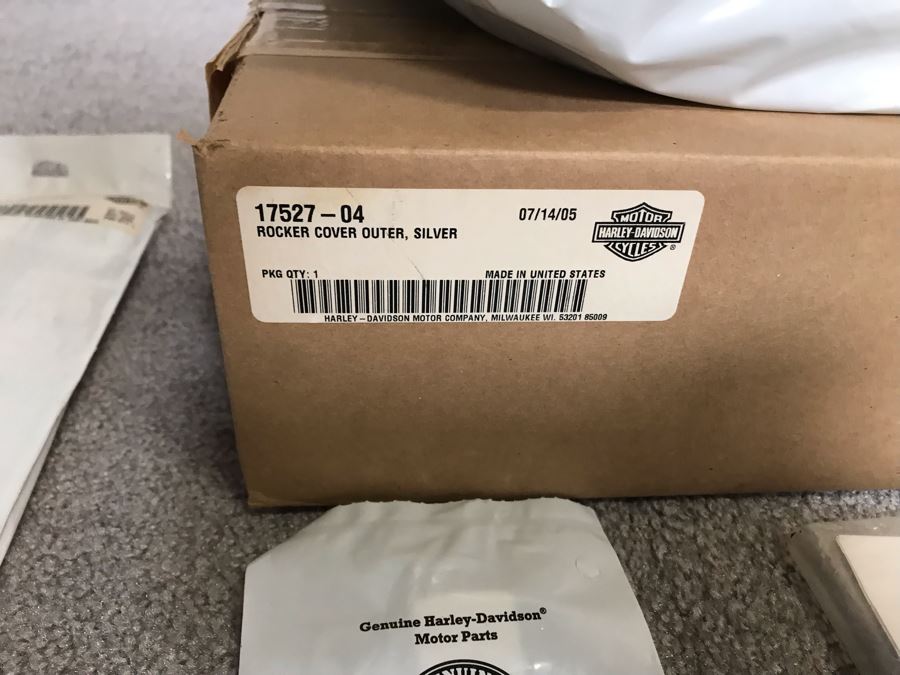 17527-04
07/14/05
ROCKER COVER OUTER, SILVER
MOTOR
HARLEY-DAVIDSON
CYCLES
®
PKG QTY: 1
MADE IN UNITED STATES
HARLEY-DAVIDSON MOTOR COMPANY, MILWAUKEE WI. 53201 85009
Genuine Harley-Davidson®
Motor Parts